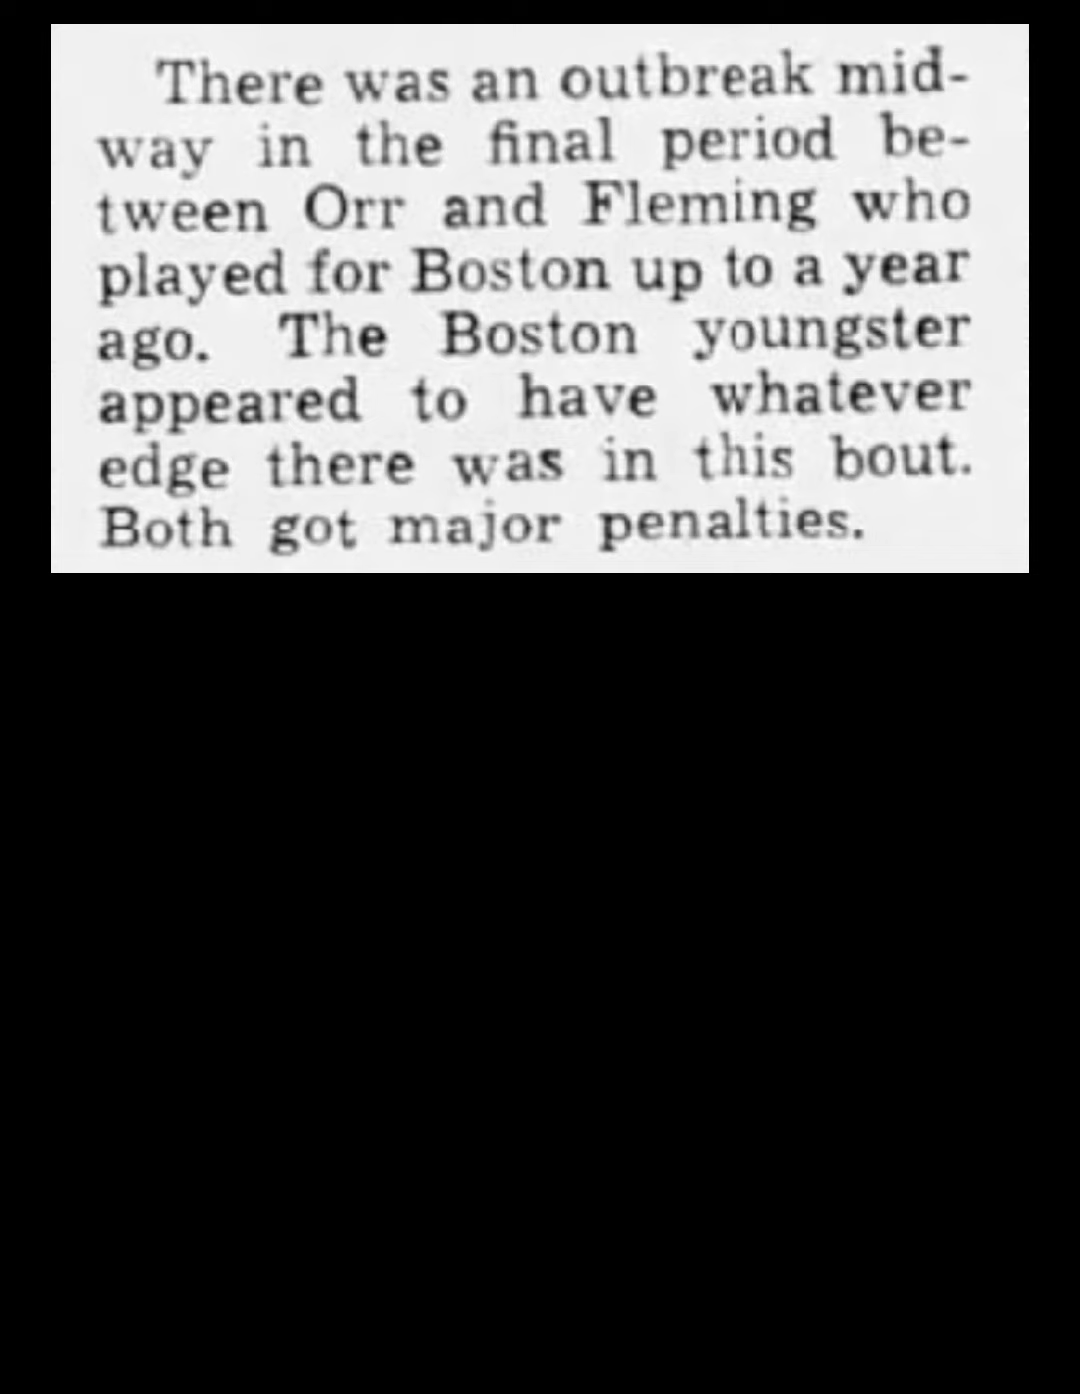 There was an outbreak mid-
way in the final period be-
tween Orr and Fleming who
played for Boston up to a year
ago. The Boston youngster
appeared to have whatever
edge there was in this bout.
Both got major penalties.